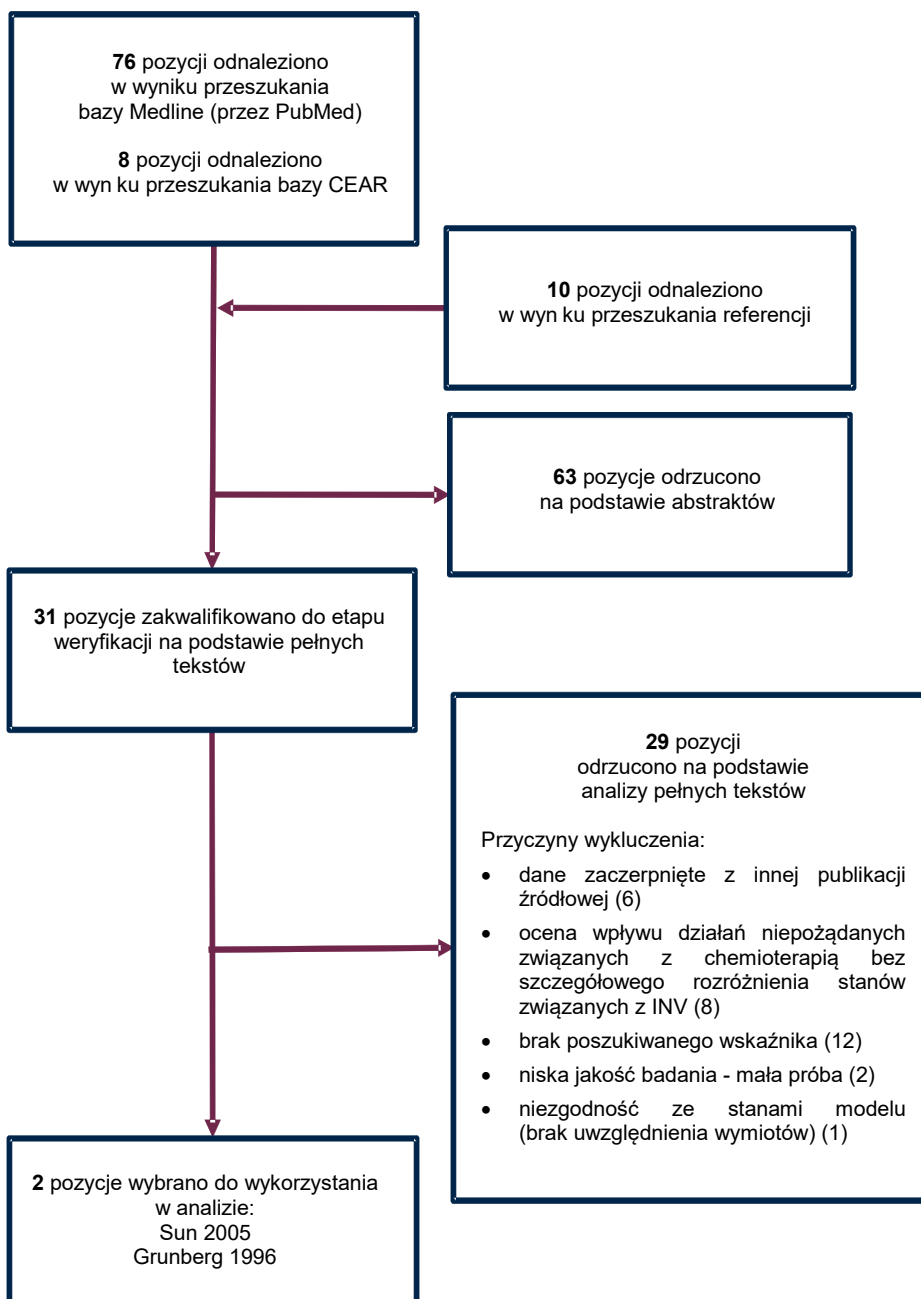 76 pozycji odnaleziono
w wyniku przeszukania
bazy Medline (przez PubMed)
8 pozycji odnaleziono
w wyn ku przeszukania bazy CEAR
10 pozycji odnaleziono
w wyn ku przeszukania referencji
63 pozycje odrzucono
na podstawie abstraktów
31 pozycje zakwalifikowano do etapu
weryfikacji na podstawie pełnych
tekstów
29 pozycji
odrzucono na podstawie
analizy pełnych tekstów
Przyczyny wykluczenia:
• dane zaczerpnięte z innej publikacji
źródłowej (6)
• ocena wpływu działań niepożądanych
związanych z chemioterapią bez
szczegółowego rozróżnienia stanów
związanych z INV (8)
• brak poszukiwanego wskaźnika (12)
• niska jakość badania - mała próba (2)
• niezgodność ze stanami modelu
(brak uwzględnienia wymiotów) (1)
2 pozycje wybrano do wykorzystania
w analizie:
Sun 2005
Grunberg 1996